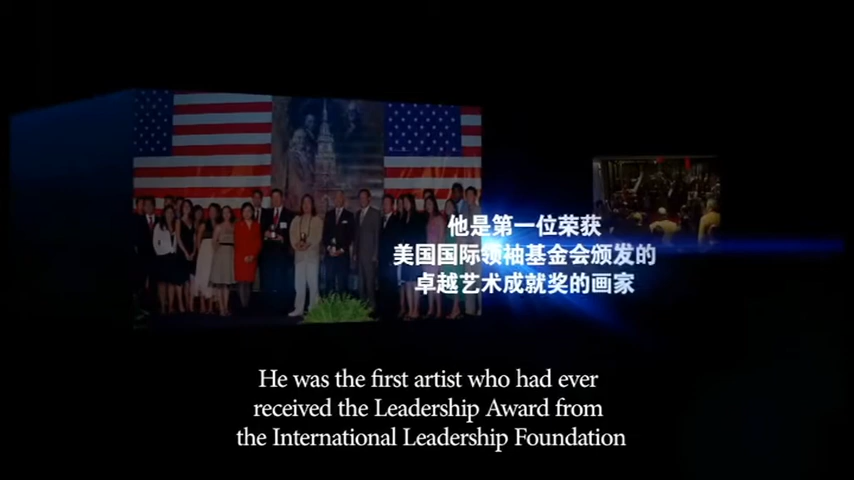 他是第一位荣获
美国国际领袖基金会颁发的
卓越艺术成就奖的画家
He was the first artist who had ever
received the Leadership Award from
the International Leadership Foundation